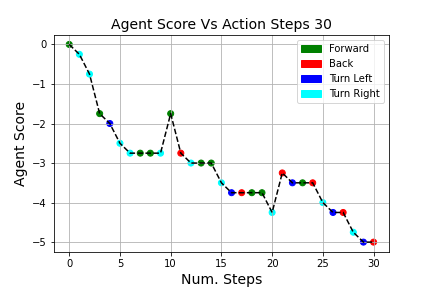 Agent Score Vs Action Steps 30
Forward
Back
Turn Left
Turn Right
Agent Score
0
−1
−2
−3
−4
−5
0 5 10 15 20 25 30
Num. Steps